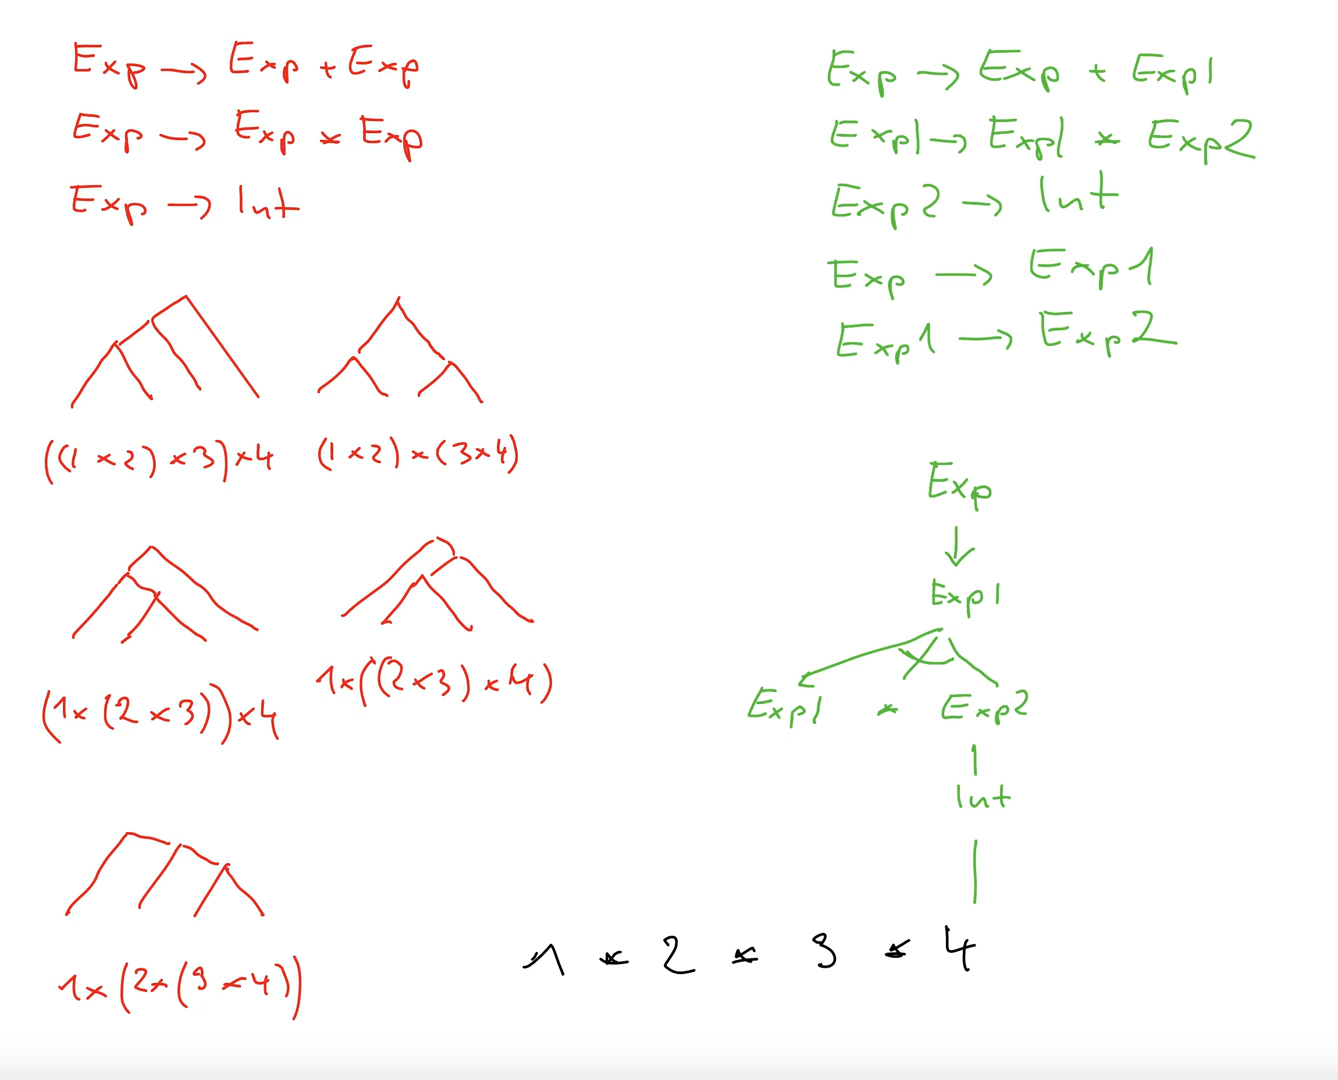 Exp → Exp + Exp
Exp → Exp * Exp
Exp → Int
((1 * 2) * 3) * 4
(1 * 2) * (3 * 4)
(1 * (2 * 3)) * 4
1 * ((2 * 3) * 4)
1 * (2 * (3 * 4))
Exp → Exp + Exp1
Exp1 → Exp1 * Exp2
Exp2 → Int
Exp → Exp1
Exp1 → Exp2
Exp
↓
Exp1
Exp1 * Exp2
Int
1 * 2 * 3 * 4